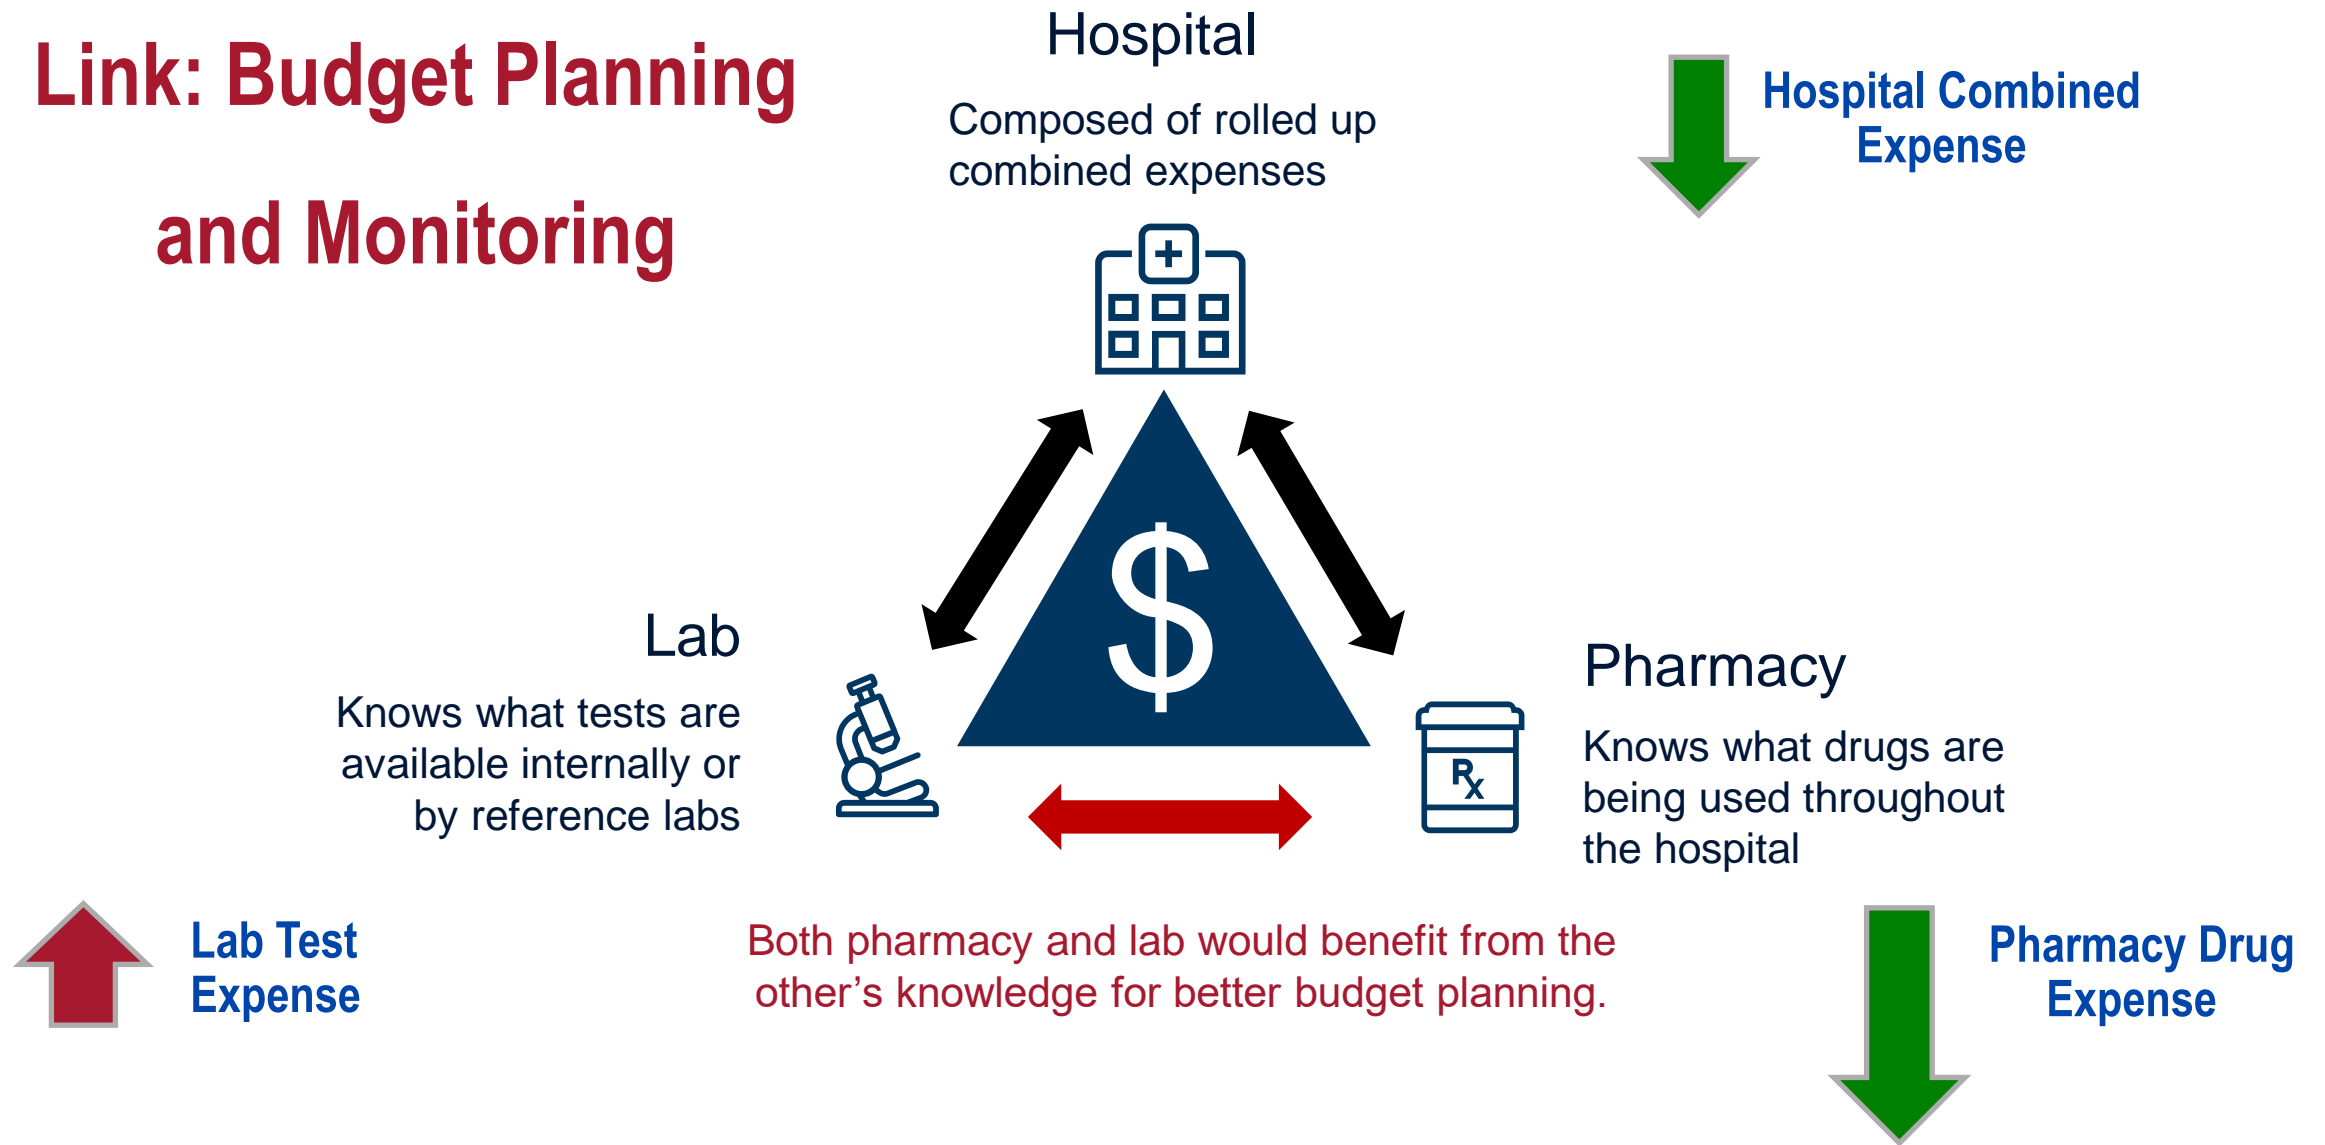 Link: Budget Planning
and Monitoring
Hospital
Composed of rolled up
combined expenses
Hospital Combined
Expense
$
Lab
Knows what tests are
available internally or
by reference labs
Rx
Pharmacy
Knows what drugs are
being used throughout
the hospital
Lab Test
Expense
Both pharmacy and lab would benefit from the
other’s knowledge for better budget planning.
Pharmacy Drug
Expense